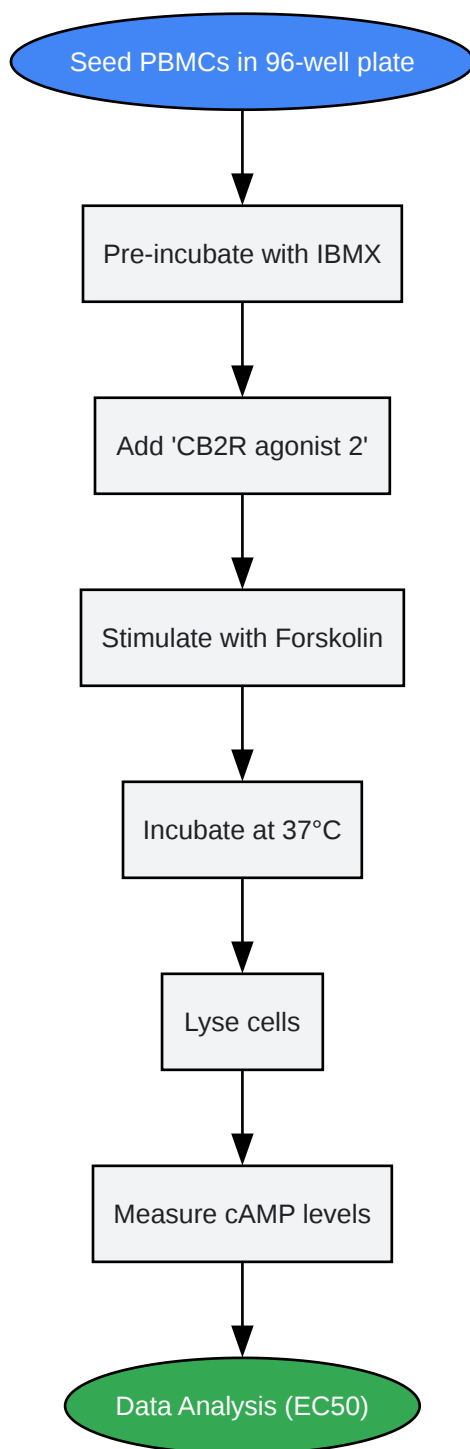 Seed PBMCs in 96-well plate
Pre-incubate with IBMX
Add 'CB2R agonist 2'
Stimulate with Forskolin
Incubate at 37°C
Lyse cells
Measure cAMP levels
Data Analysis (EC50)